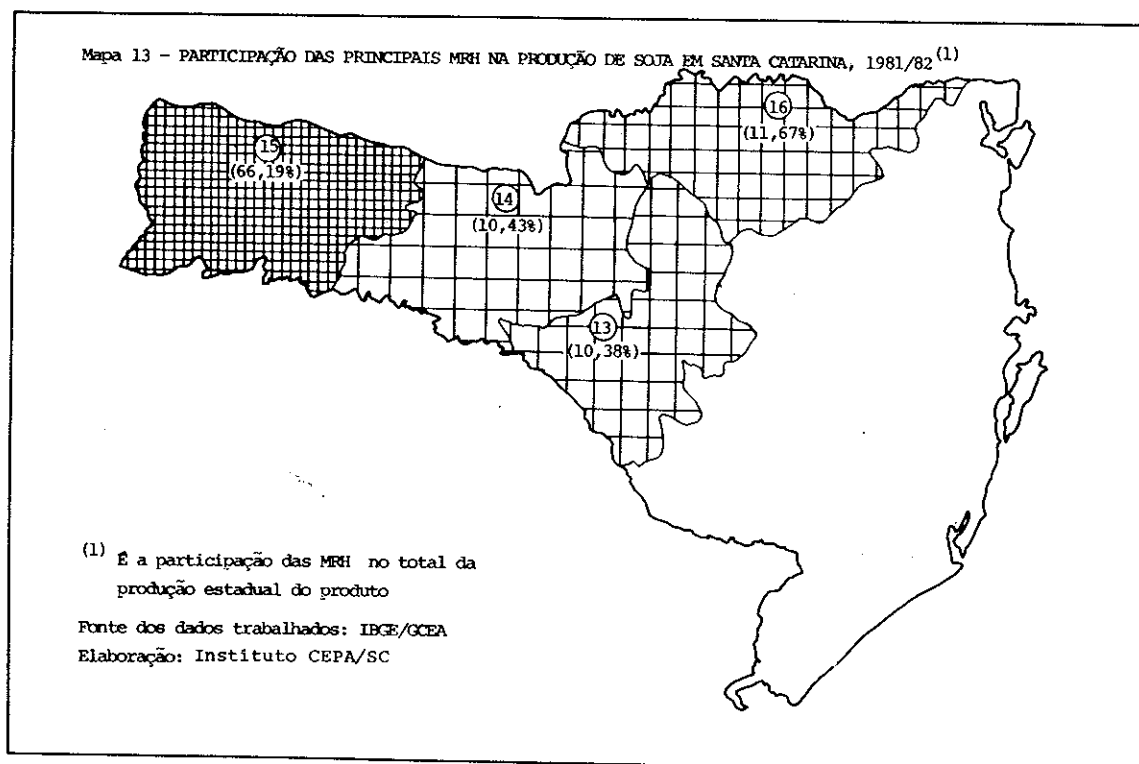 Mapa 13 - PARTICIPAÇÃO DAS PRINCIPAIS MRH NA PRODUÇÃO DE SOJA EM SANTA CATARINA, 1981/82 (1)
16
(11,67%)
15
(66,19%)
14
(10,43%)
13
(10,38%)
(1) É a participação das MRH no total da
produção estadual do produto
Fonte dos dados trabalhados: IBGE/GCEA
Elaboração: Instituto CEPA/SC